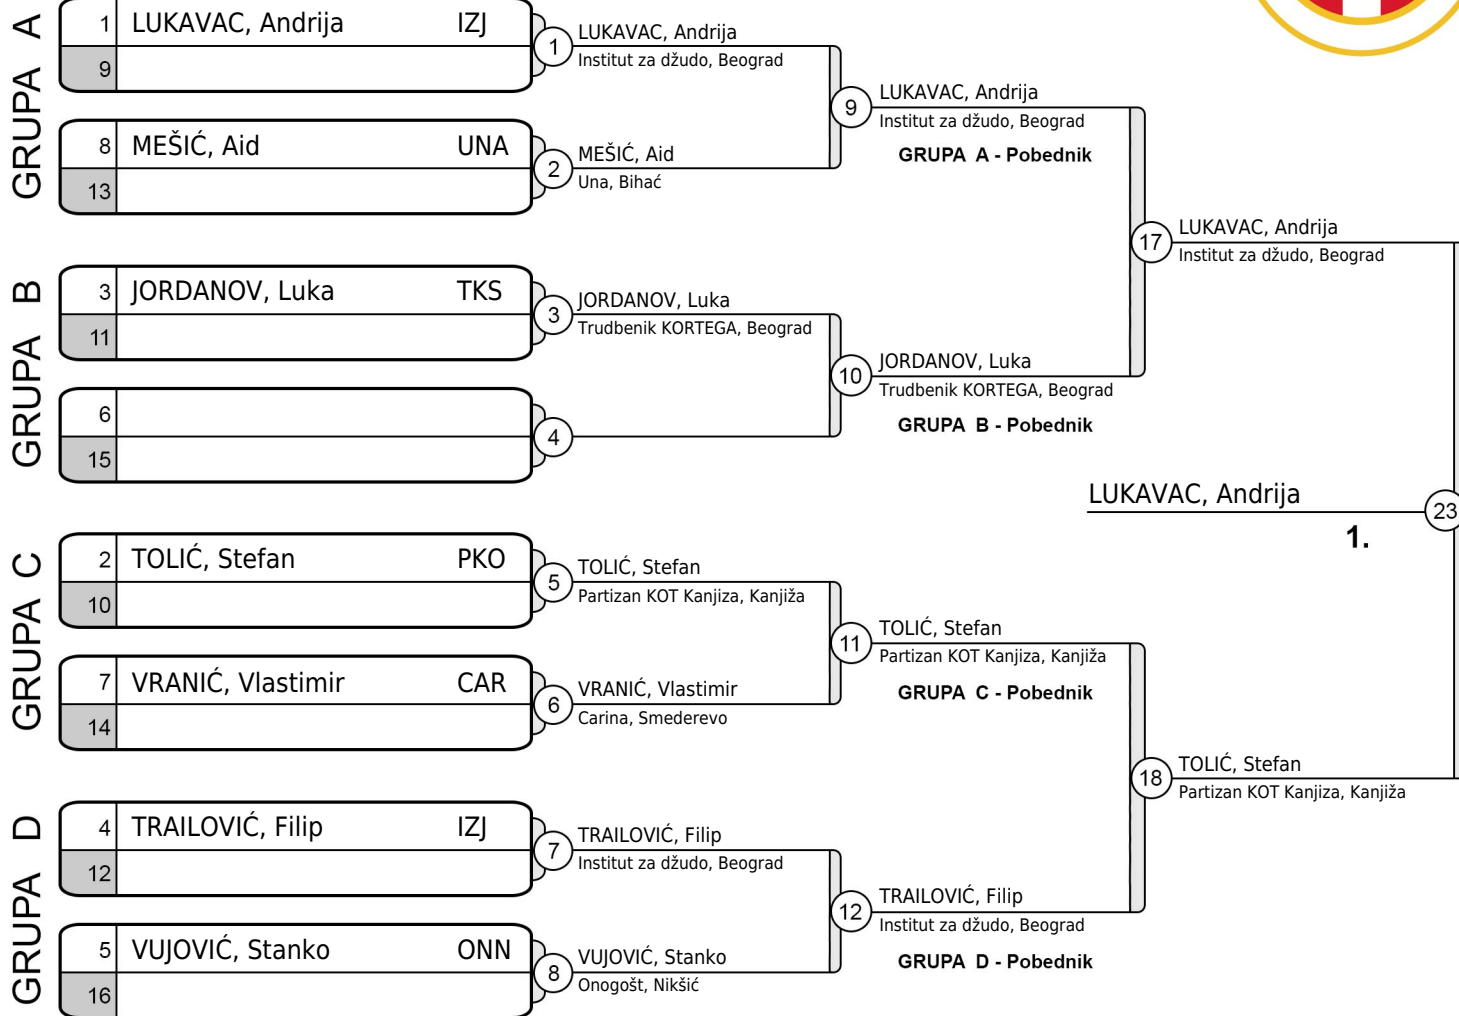 GRUPA A
1 LUKAVAC, Andrija IZJ
9
8 MEŠIĆ, Aid UNA
13
GRUPA B
3 JORDANOV, Luka TKS
11
6
15
GRUPA C
2 TOLIĆ, Stefan PKO
10
7 VRANIĆ, Vlastimir CAR
14
GRUPA D
4 TRAILOVIĆ, Filip IZJ
12
5 VUJOVIĆ, Stanko ONN
16
1 LUKAVAC, Andrija
Institut za džudo, Beograd
2 MEŠIĆ, Aid
Una, Bihać
3 JORDANOV, Luka
Trudbenik KORTEGA, Beograd
4
5 TOLIĆ, Stefan
Partizan KOT Kanjiza, Kanjiža
6 VRANIĆ, Vlastimir
Carina, Smederevo
7 TRAILOVIĆ, Filip
Institut za džudo, Beograd
8 VUJOVIĆ, Stanko
Onogošt, Nikšić
9 LUKAVAC, Andrija
Institut za džudo, Beograd
GRUPA A - Pobednik
10 JORDANOV, Luka
Trudbenik KORTEGA, Beograd
GRUPA B - Pobednik
11 TOLIĆ, Stefan
Partizan KOT Kanjiza, Kanjiža
GRUPA C - Pobednik
12 TRAILOVIĆ, Filip
Institut za džudo, Beograd
GRUPA D - Pobednik
17 LUKAVAC, Andrija
Institut za džudo, Beograd
18 TOLIĆ, Stefan
Partizan KOT Kanjiza, Kanjiža
LUKAVAC, Andrija 23
1.